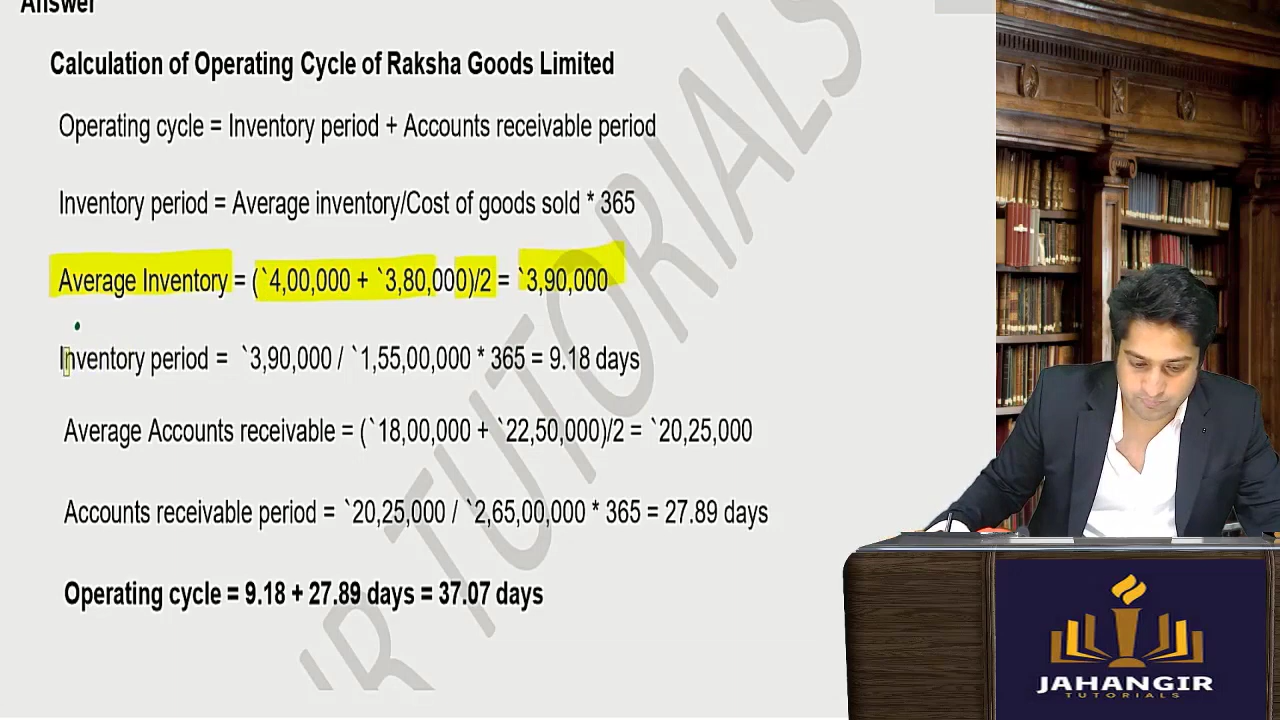 Answer
Calculation of Operating Cycle of Raksha Goods Limited
Operating cycle = Inventory period + Accounts receivable period
Inventory period = Average inventory/Cost of goods sold * 365
Average Inventory = (`4,00,000 + `3,80,000)/2 = `3,90,000
Inventory period = `3,90,000 / `1,55,00,000 * 365 = 9.18 days
Average Accounts receivable = (`18,00,000 + `22,50,000)/2 = `20,25,000
Accounts receivable period = `20,25,000 / `2,65,00,000 * 365 = 27.89 days
Operating cycle = 9.18 + 27.89 days = 37.07 days
IR TUTORIALS
JAHANGIR
TUTORIALS